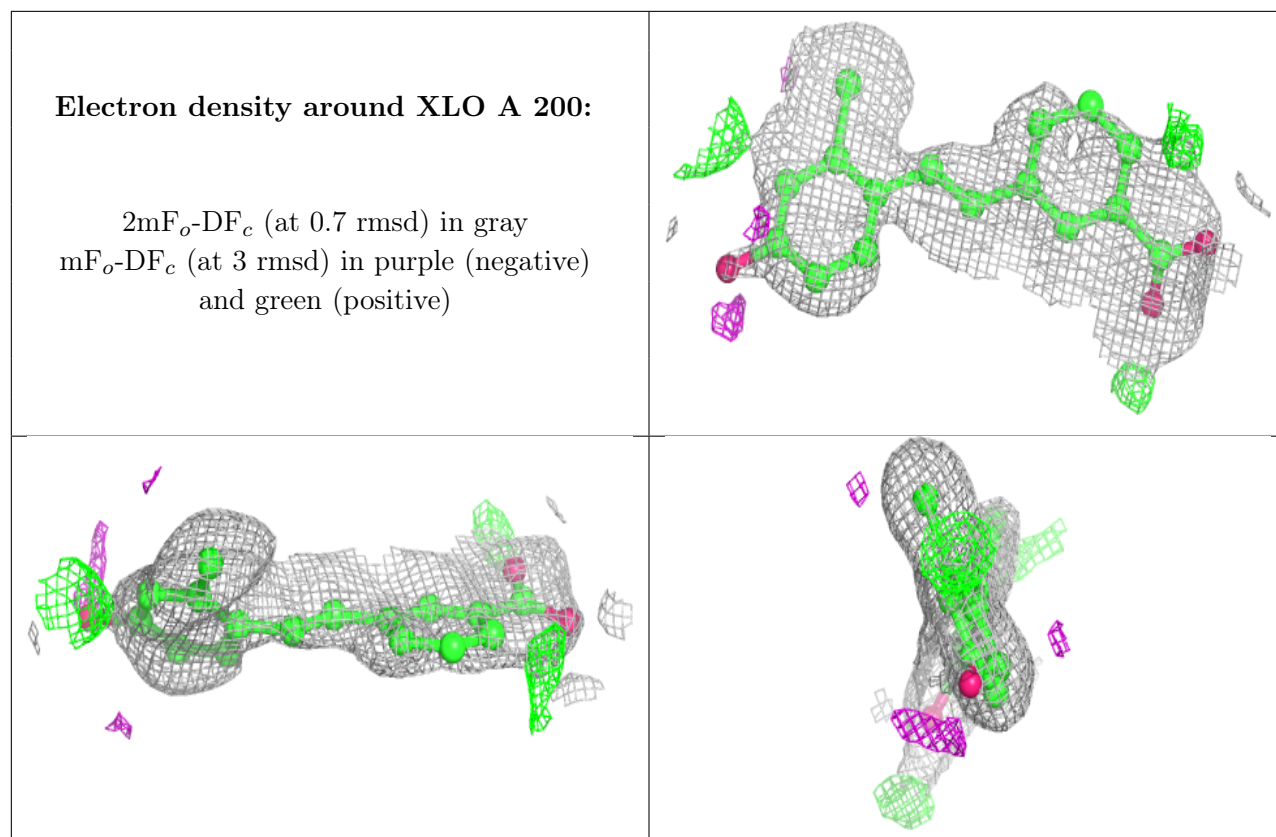 Electron density around XLO A 200:
2mFo-DFc (at 0.7 rmsd) in gray
mFo-DFc (at 3 rmsd) in purple (negative)
and green (positive)